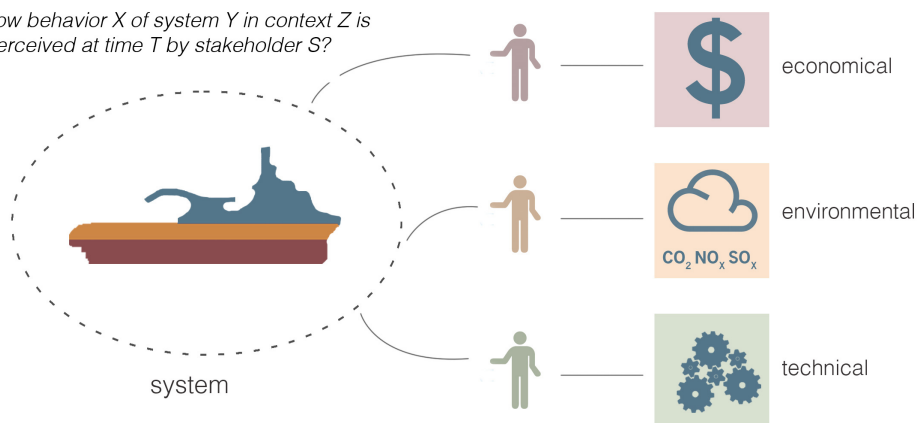 ow behavior X of system Y in context Z is
erceived at time T by stakeholder S?
$
economical
environmental
CO₂ NOₓ SOₓ
technical
system